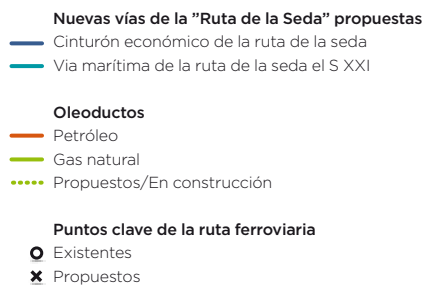 Nuevas vías de la ”Ruta de la Seda” propuestas
Cinturón económico de la ruta de la seda
Via marítima de la ruta de la seda el S XXI
Oleoductos
Petróleo
Gas natural
Propuestos/En construcción
Puntos clave de la ruta ferroviaria
Existentes
Propuestos